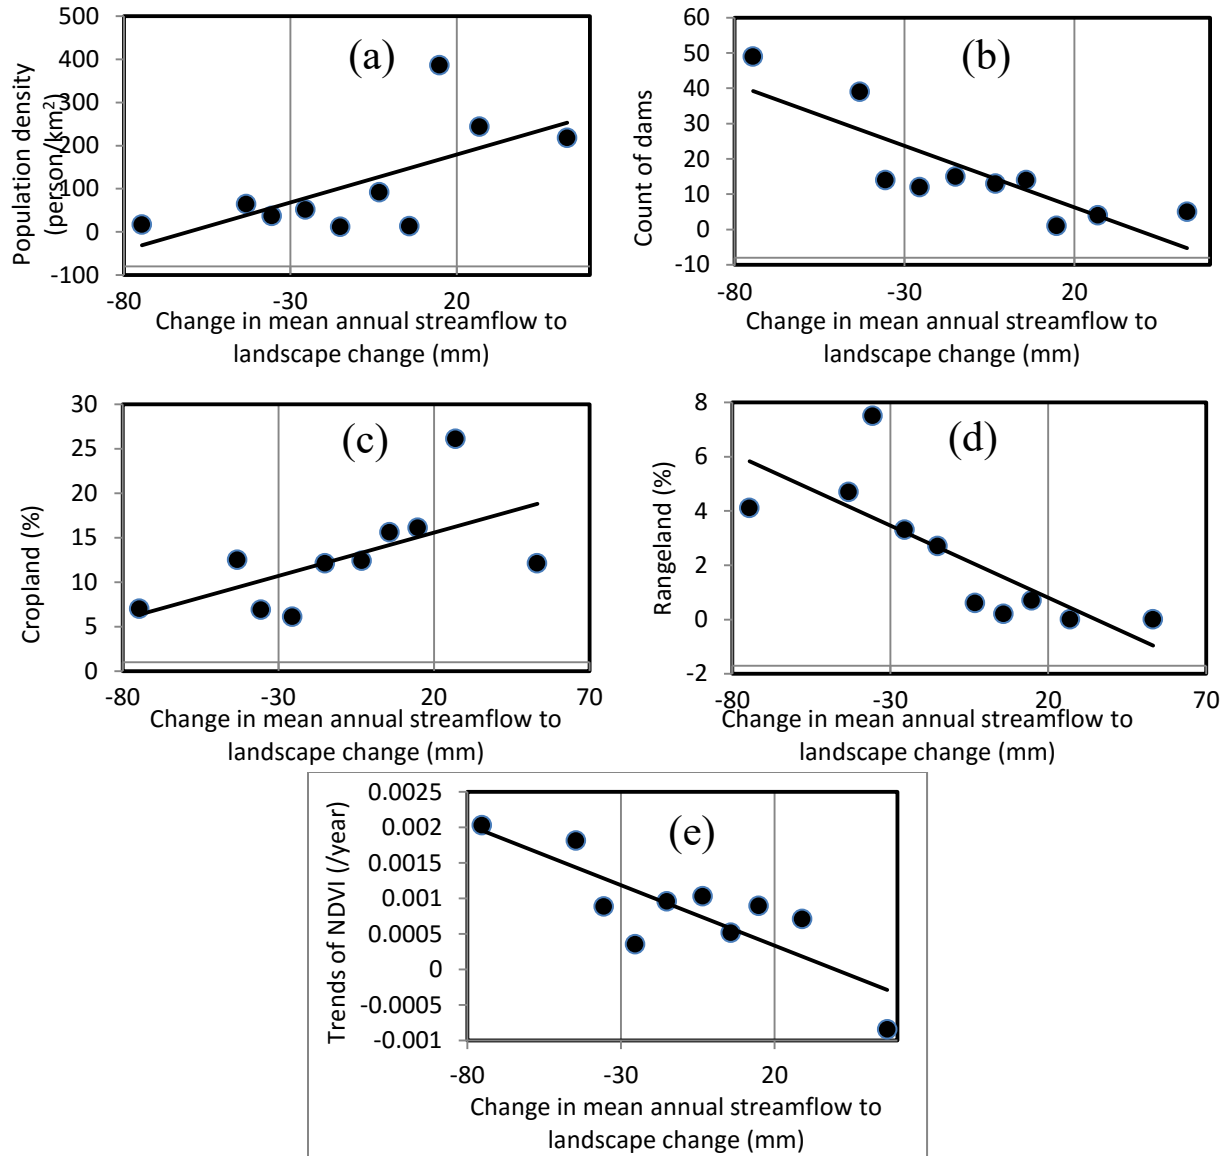 500
400
300
200
100
0
-100
Population density
(person/km²)
(a)
-80
-30
20
Change in mean annual streamflow to
landscape change (mm)
60
50
40
30
20
10
0
-10
Count of dams
(b)
-80
-30
20
Change in mean annual streamflow to
landscape change (mm)
30
25
20
15
10
5
0
Cropland (%)
(c)
-80
-30
20
70
Change in mean annual streamflow to
landscape change (mm)
8
6
4
2
0
-2
Rangeland (%)
(d)
-80
-30
20
70
Change in mean annual streamflow to
landscape change (mm)
0.0025
0.002
0.0015
0.001
0.0005
0
-0.0005
-0.001
Trends of NDVI (/year)
(e)
-80
-30
20
Change in mean annual streamflow to
landscape change (mm)